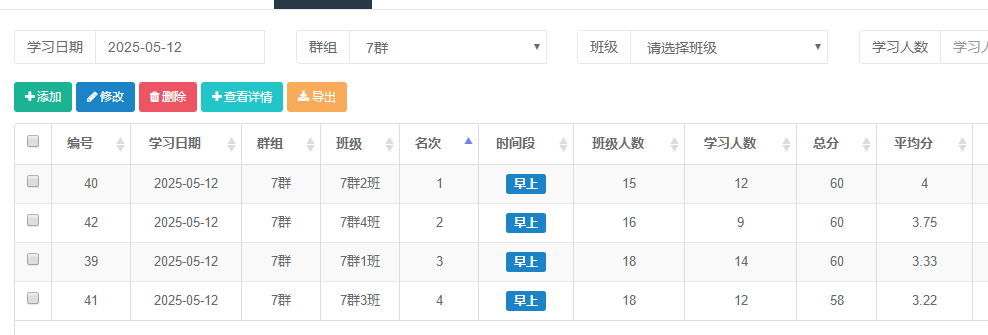 学习日期 2025-05-12 群组 7群 班级 请选择班级 学习人数
添加 修改 删除 查看详情 导出
编号 学习日期 群组 班级 名次 时间段 班级人数 学习人数 总分 平均分
40 2025-05-12 7群 7群2班 1 早上 15 12 60 4
42 2025-05-12 7群 7群4班 2 早上 16 9 60 3.75
39 2025-05-12 7群 7群1班 3 早上 18 14 60 3.33
41 2025-05-12 7群 7群3班 4 早上 18 12 58 3.22